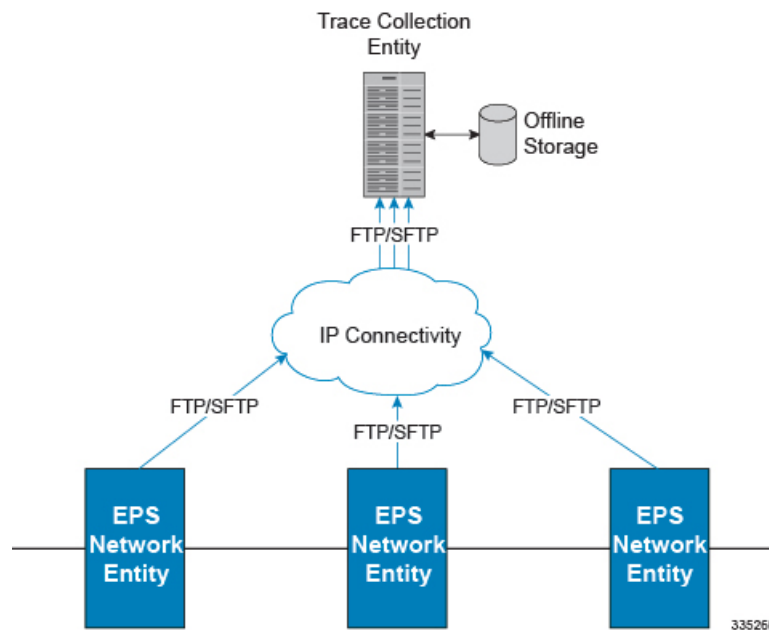 Trace Collection
Entity
Offline
Storage
FTP/SFTP
IP Connectivity
FTP/SFTP
FTP/SFTP
FTP/SFTP
EPS
Network
Entity
EPS
Network
Entity
EPS
Network
Entity